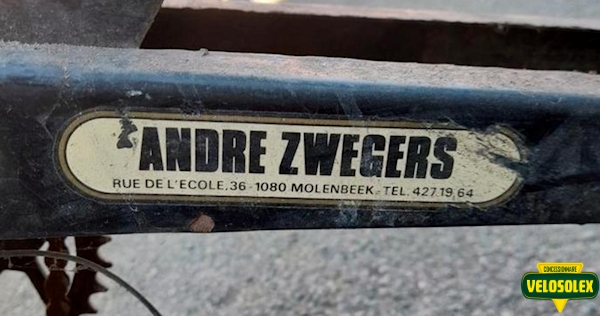 ANDRE ZWEGERS
RUE DE L'ECOLE.36-1080 MOLENBEEK-TEL. 427.19.64
CONCESSIONNAIRE
VELOSOLEX